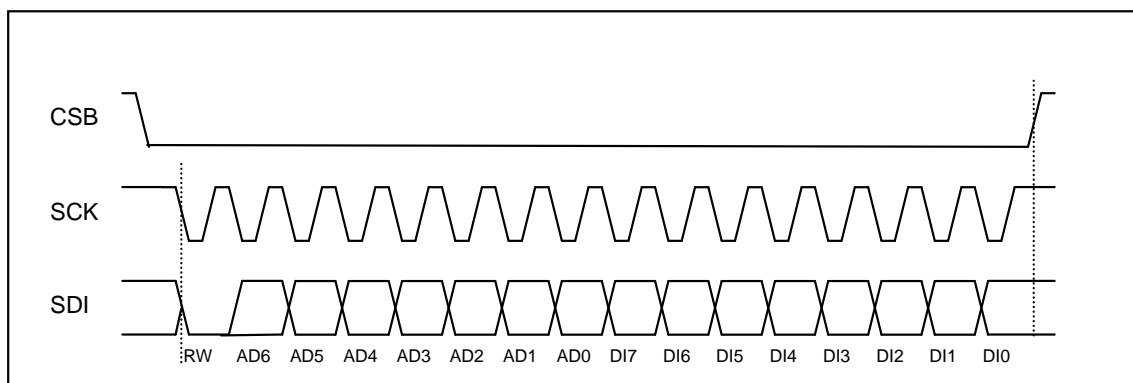 CSB
SCK
SDI
RW AD6 AD5 AD4 AD3 AD2 AD1 AD0 DI7 DI6 DI5 DI4 DI3 DI2 DI1 DI0